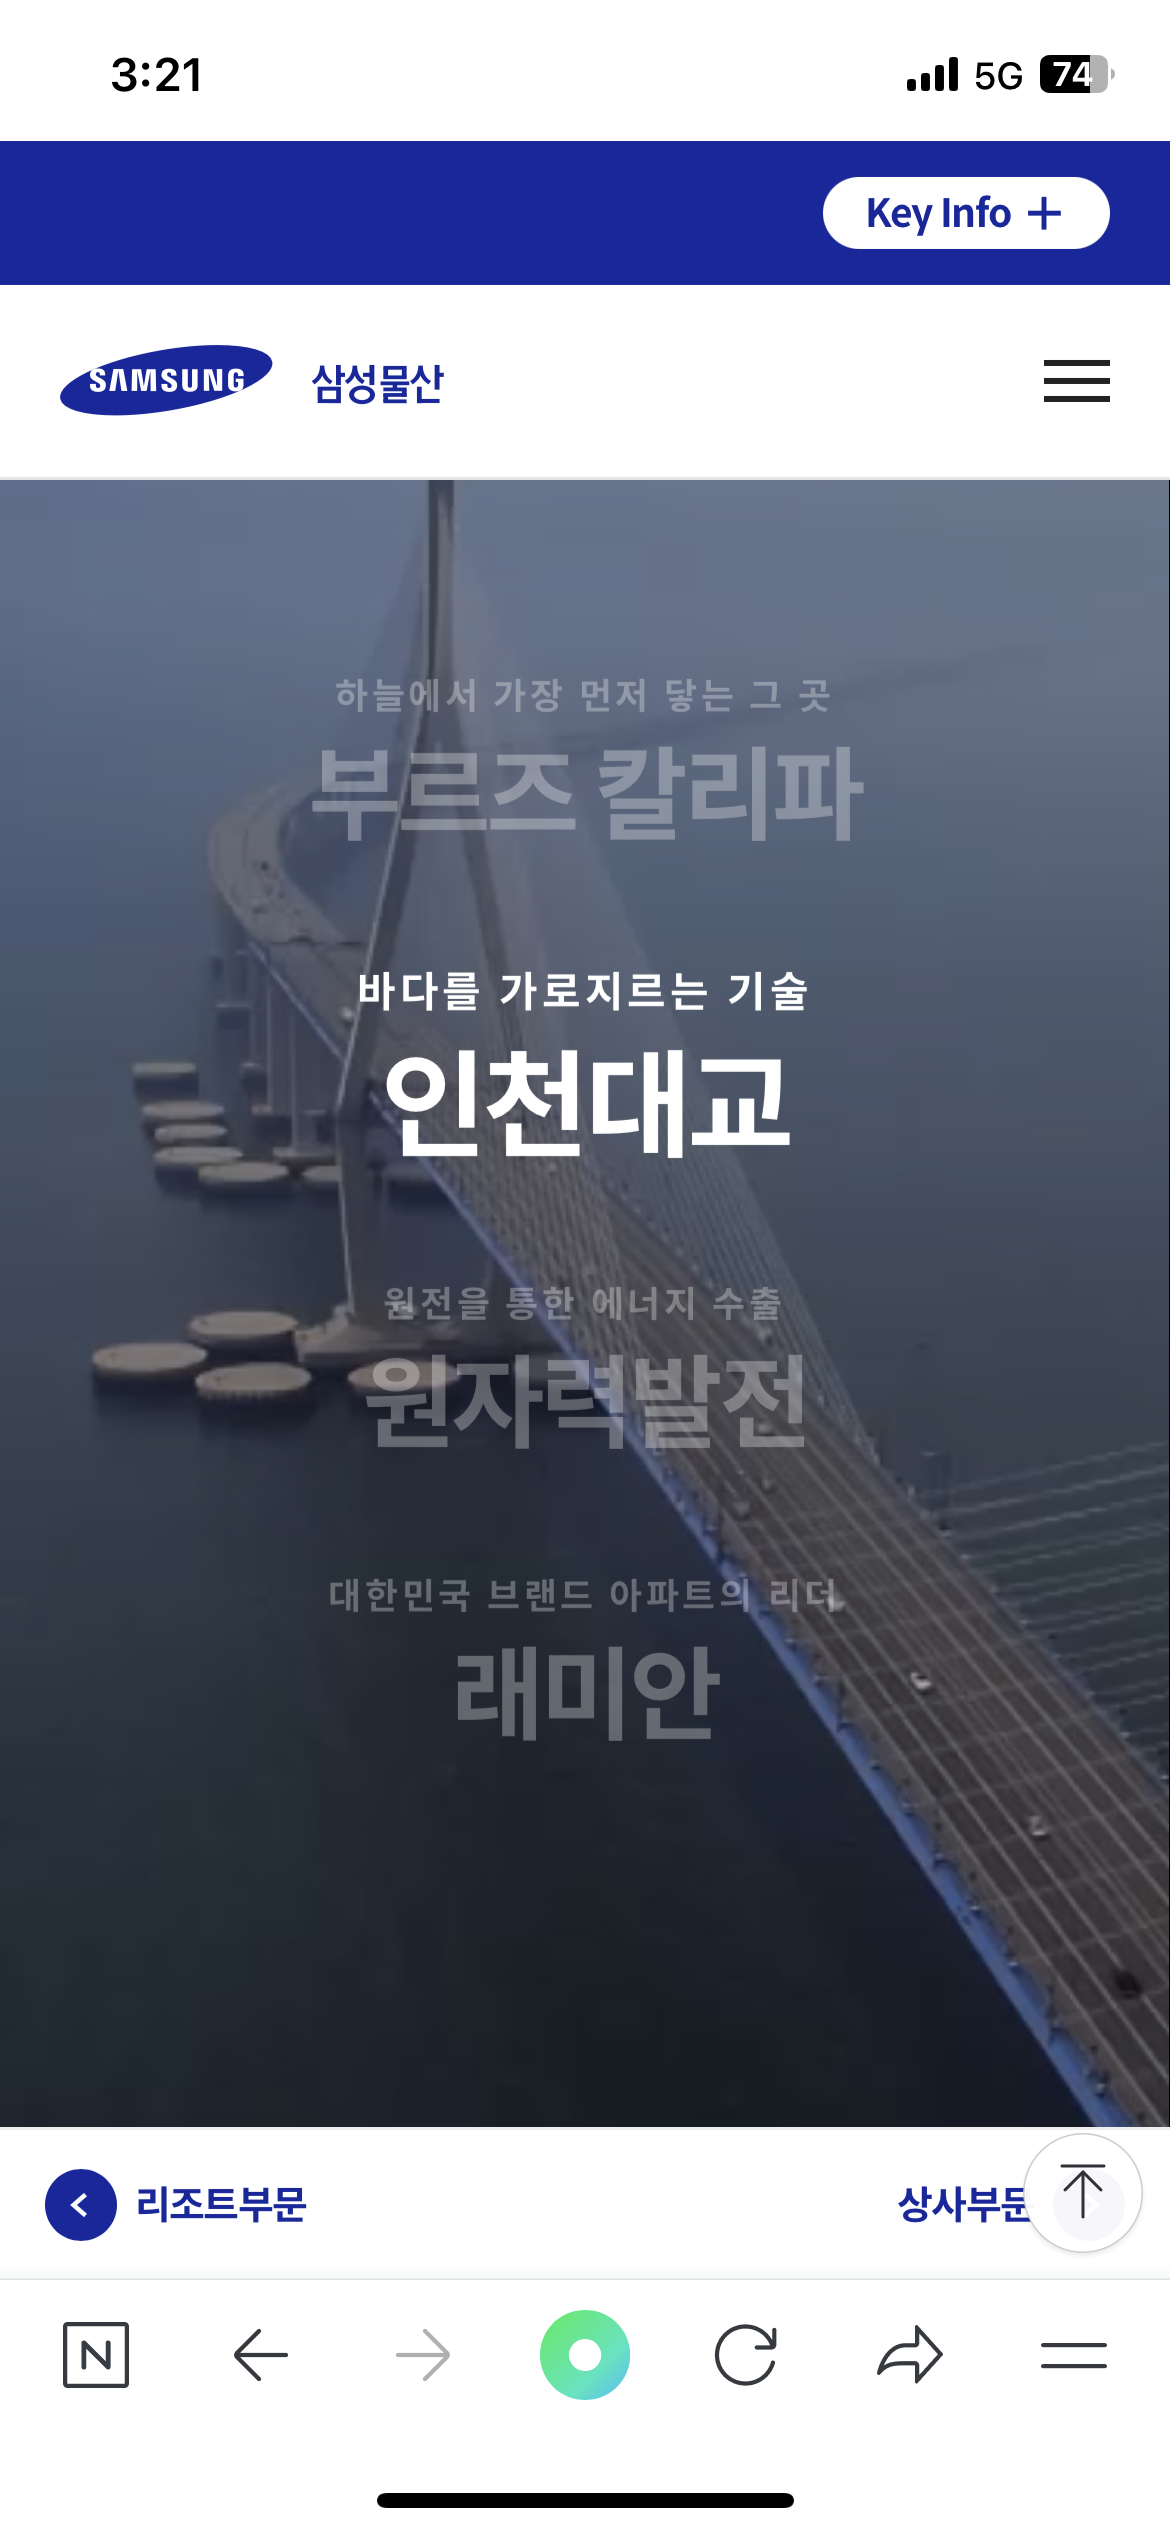 3:21
5G
74
Key Info +
SAMSUNG
삼성물산
하늘에서 가장 먼저 닿는 그 곳
부르즈 칼리파
바다를 가로지르는 기술
인천대교
원전을 통한 에너지 수출
원자력발전
대한민국 브랜드 아파트의 리더
래미안
리조트부문
상사부문
N